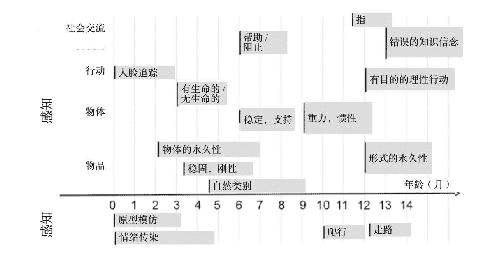 社会交流
指
帮助/
阻止
错误的知识信念
行动
人脸追踪
有目的的理性行动
有生命的/
无生命的
感知
物体
稳定，支持
重力，惯性
物体的永久性
形式的永久性
物品
稳固，刚性
自然类别
年龄（月）
0 1 2 3 4 5 6 7 8 9 10 11 12 13 14
原型模仿
感知
情绪传染
爬行
走路